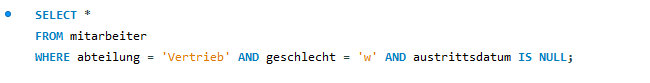 SELECT *
FROM mitarbeiter
WHERE abteilung = 'Vertrieb' AND geschlecht = 'w' AND austrittsdatum IS NULL;